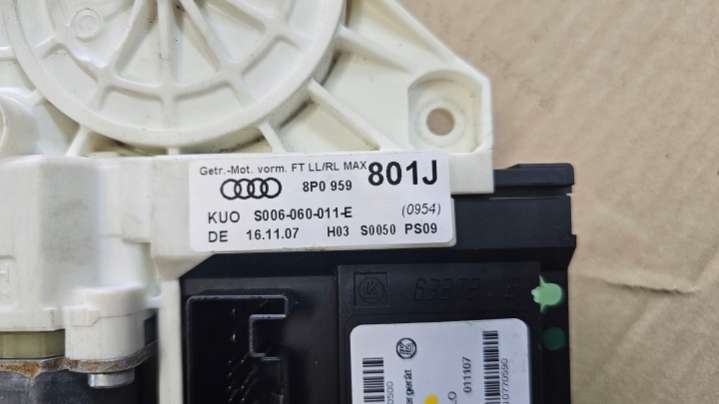 Getr.-Mot. vorm. FT LL/RL MAX
8P0 959 801J
KUO S006-060-011-E (0954)
DE 16.11.07 H03 S0050 PS09
011107